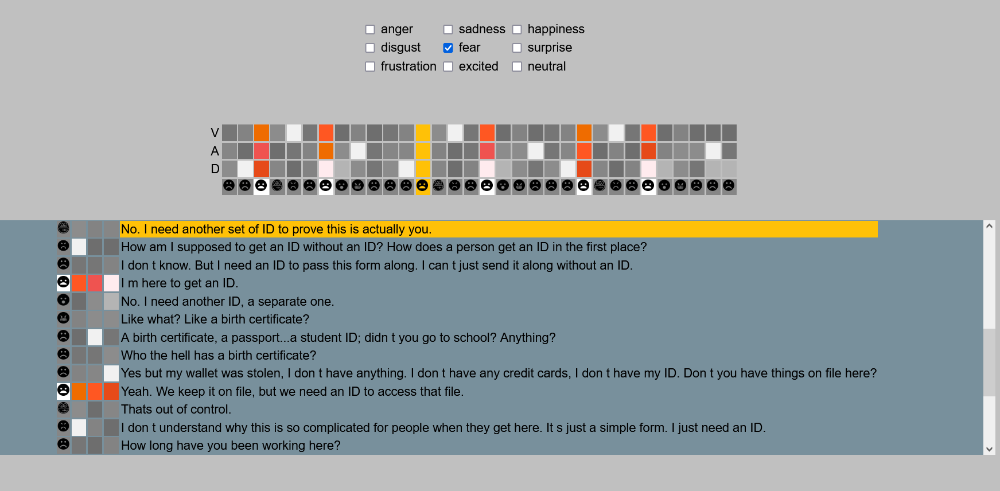 anger sadness happiness
disgust fear surprise
frustration excited neutral
V
A
D
No. I need another set of ID to prove this is actually you.
How am I supposed to get an ID without an ID? How does a person get an ID in the first place?
I don t know. But I need an ID to pass this form along. I can t just send it along without an ID.
I m here to get an ID.
No. I need another ID, a separate one.
Like what? Like a birth certificate?
A birth certificate, a passport...a student ID; didn t you go to school? Anything?
Who the hell has a birth certificate?
Yes but my wallet was stolen, I don t have anything. I don t have any credit cards, I don t have my ID. Don t you have things on file here?
Yeah. We keep it on file, but we need an ID to access that file.
Thats out of control.
I don t understand why this is so complicated for people when they get here. It s just a simple form. I just need an ID.
How long have you been working here?